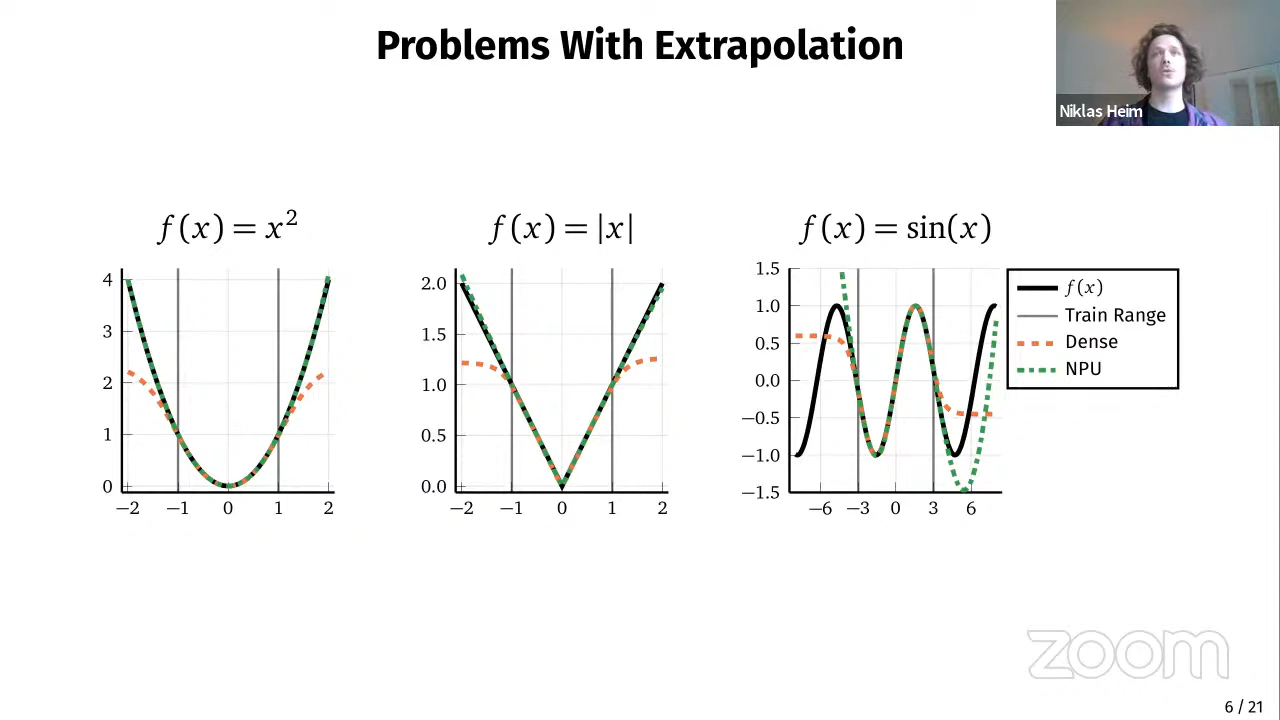 Problems With Extrapolation
Niklas Heim
f(x) = x²
4
3
2
1
0
−2 −1 0 1 2
f(x) = |x|
2.0
1.5
1.0
0.5
0.0
−2 −1 0 1 2
f(x) = sin(x)
1.5
1.0
0.5
0.0
−0.5
−1.0
−1.5
−6 −3 0 3 6
f(x)
Train Range
Dense
NPU
zoom
6 / 21